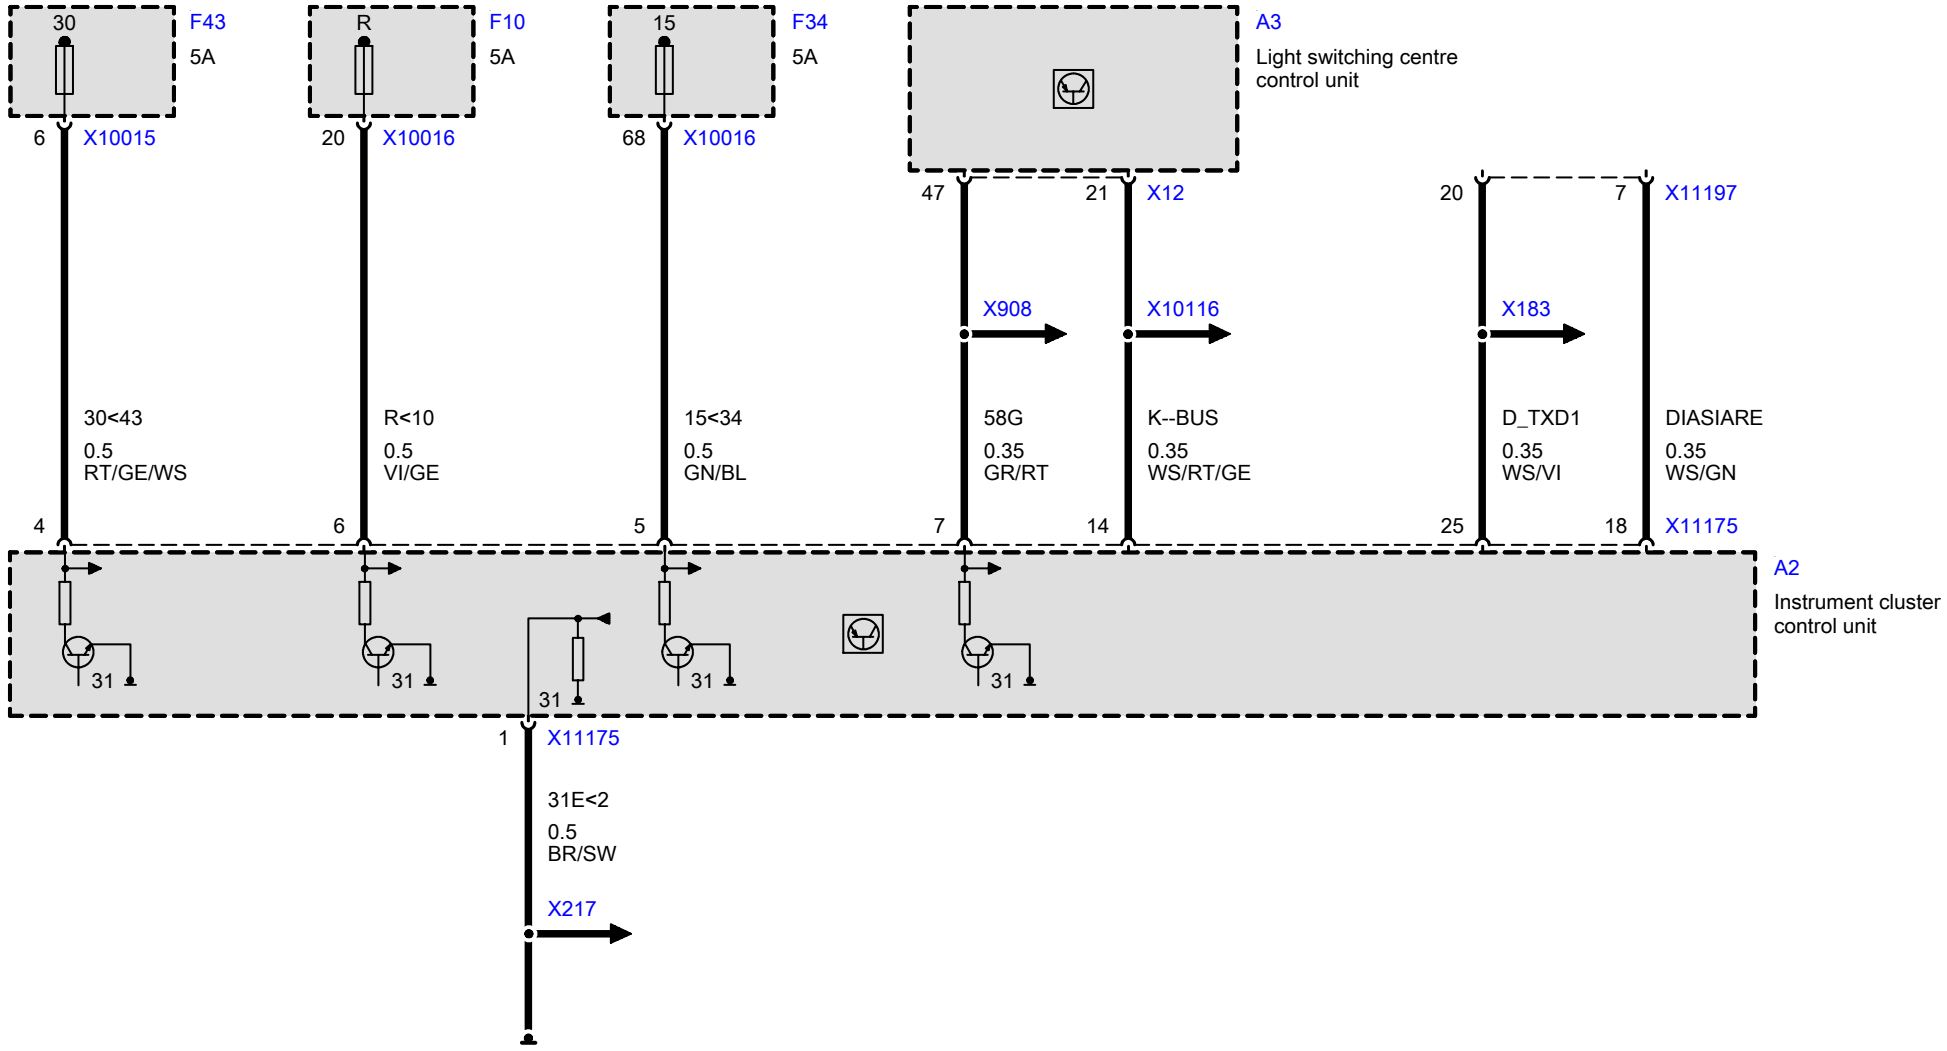 30
F43
5A
6
X10015
R
F10
5A
20
X10016
15
F34
5A
68
X10016
A3
Light switching centre
control unit
47
21
X12
20
7
X11197
X908
X10116
X183
30<43
0.5
RT/GE/WS
R<10
0.5
VI/GE
15<34
0.5
GN/BL
58G
0.35
GR/RT
K--BUS
0.35
WS/RT/GE
D_TXD1
0.35
WS/VI
DIASIARE
0.35
WS/GN
4
6
5
7
14
25
18
X11175
A2
Instrument cluster
control unit
31
31
31
31
31
1
X11175
31E<2
0.5
BR/SW
X217